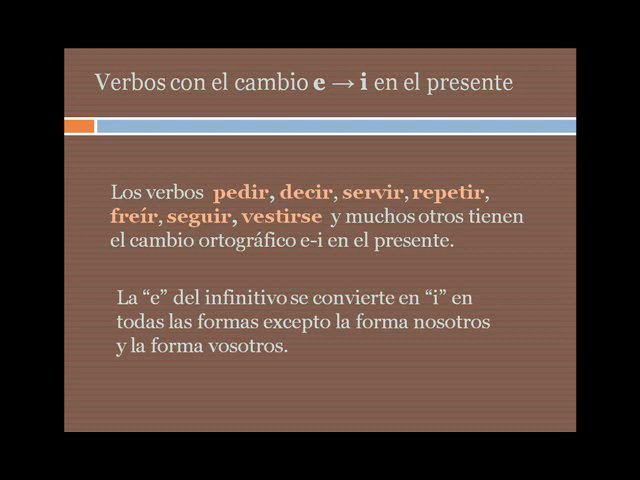 Verbos con el cambio e → i en el presente
Los verbos pedir, decir, servir, repetir,
freír, seguir, vestirse y muchos otros tienen
el cambio ortográfico e-i en el presente.
La “e” del infinitivo se convierte en “i” en
todas las formas excepto la forma nosotros
y la forma vosotros.